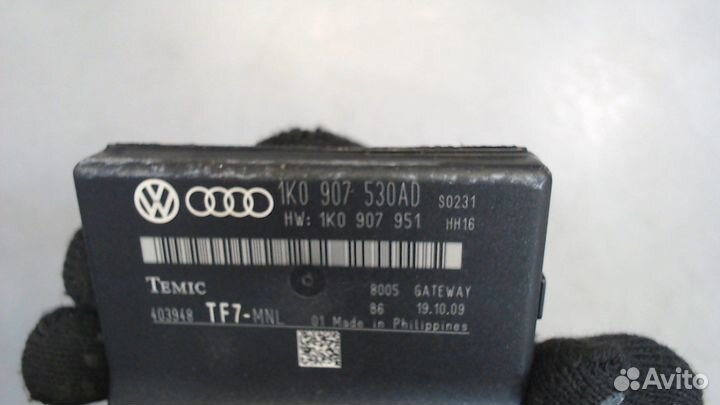 1K0 907 530AD S0231
HW: 1K0 907 951 HH16
TEMIC 8005 GATEWAY
403948 TF7-MNL B6 19.10.09
01 Made in Philippines
Avito